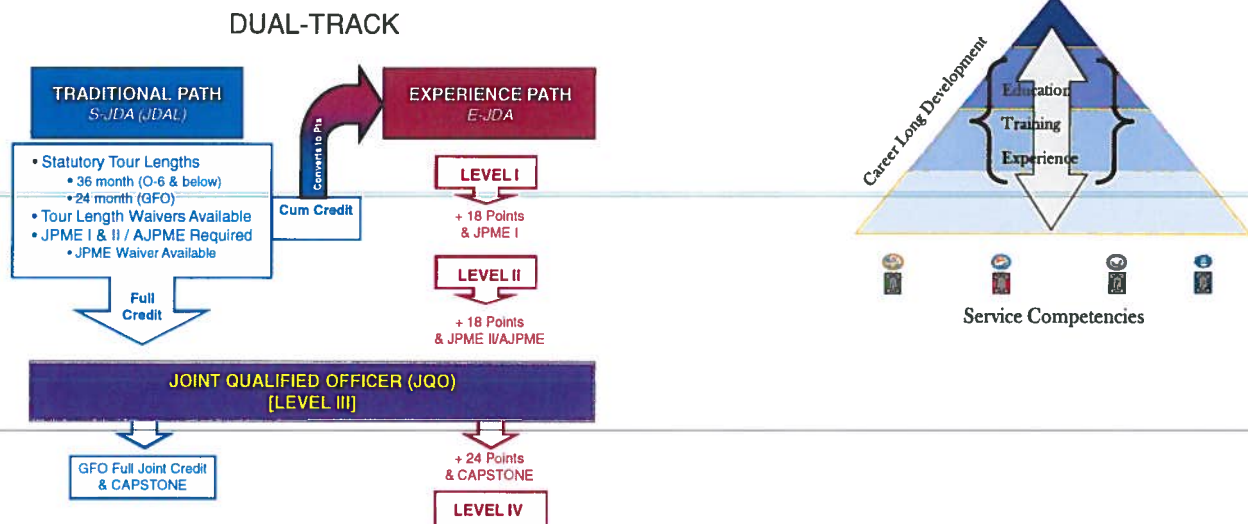 DUAL-TRACK
TRADITIONAL PATH
S-JDA (JDAL)
• Statutory Tour Lengths
• 36 month (O-6 & below)
• 24 month (GFO)
• Tour Length Waivers Available
• JPME I & II / AJPME Required
• JPME Waiver Available
Full
Credit
Cum Credit
Converts to Pts
EXPERIENCE PATH
E-JDA
LEVEL I
+ 18 Points
& JPME I
LEVEL II
+ 18 Points
& JPME II/AJPME
JOINT QUALIFIED OFFICER (JQO)
[LEVEL III]
GFO Full Joint Credit
& CAPSTONE
+ 24 Points
& CAPSTONE
LEVEL IV
Career Long Development
Education
Training
Experience
Service Competencies